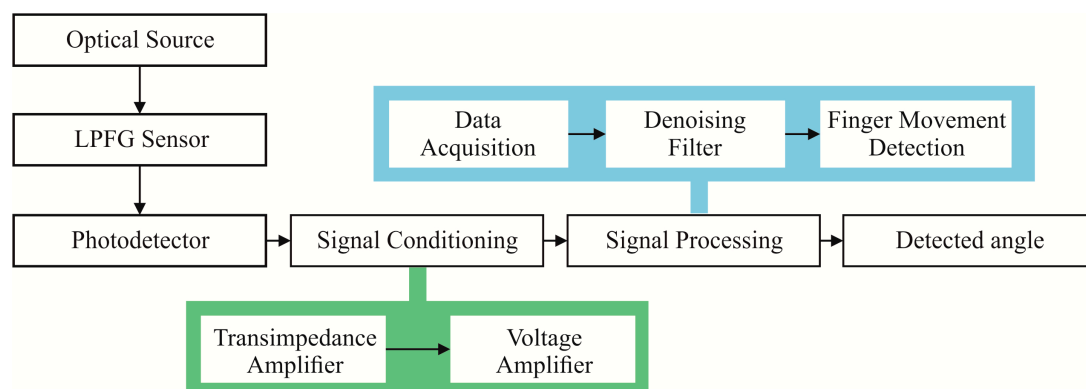 Optical Source
LPFG Sensor
Data
Acquisition
Denoising
Filter
Finger Movement
Detection
Photodetector
Signal Conditioning
Signal Processing
Detected angle
Transimpedance
Amplifier
Voltage
Amplifier